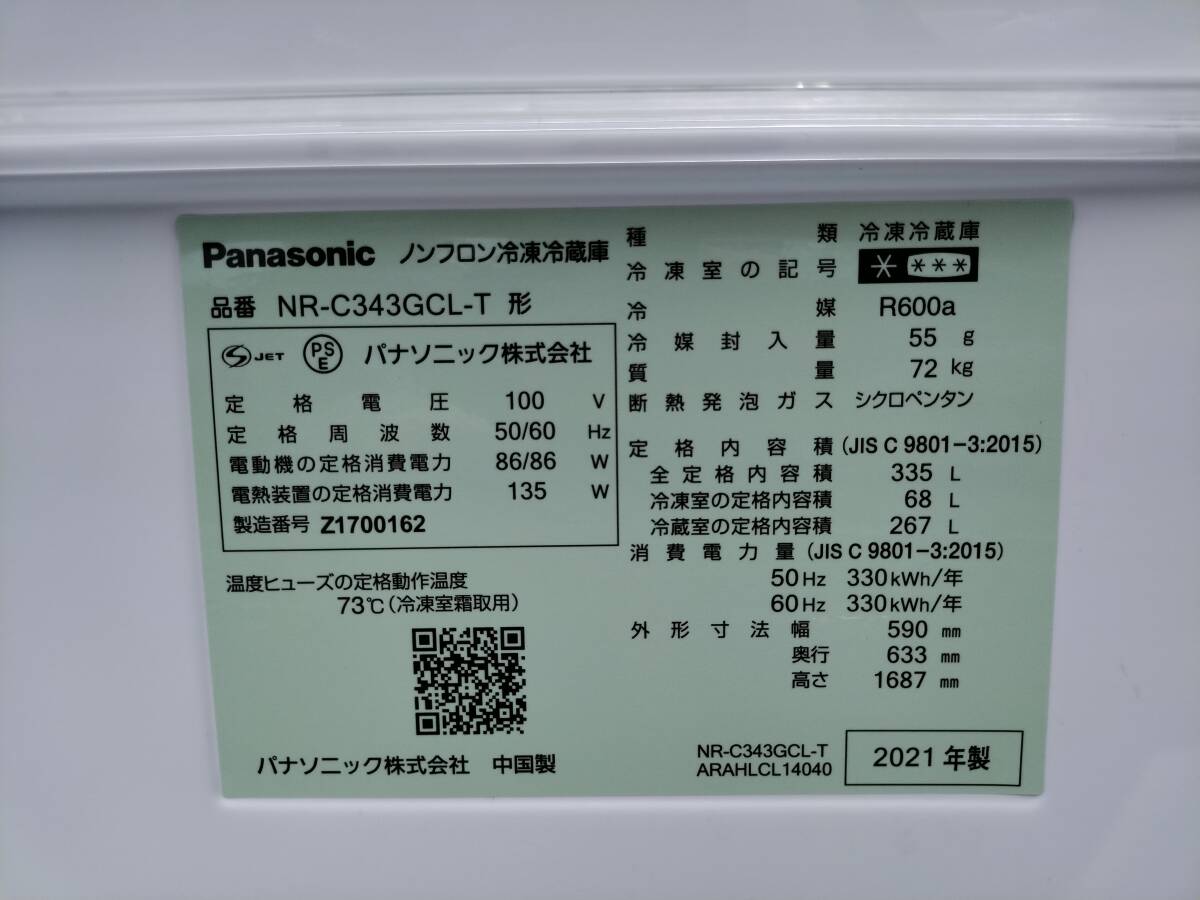 Panasonic ノンフロン冷凍冷蔵庫
品番 NR-C343GCL-T 形
JET PSE パナソニック株式会社
定格電圧 100 V
定格周波数 50/60 Hz
電動機の定格消費電力 86/86 W
電熱装置の定格消費電力 135 W
製造番号 Z1700162
温度ヒューズの定格動作温度
73℃(冷凍室霜取用)
パナソニック株式会社 中国製
種類 冷凍冷蔵庫
冷凍室の記号 * ***
冷媒 R600a
冷媒封入量 55 g
質量 72 kg
断熱発泡ガス シクロペンタン
定格内容積 (JIS C 9801-3:2015)
全定格内容積 335 L
冷凍室の定格内容積 68 L
冷蔵室の定格内容積 267 L
消費電力量 (JIS C 9801-3:2015)
50Hz 330kWh/年
60Hz 330kWh/年
外形寸法幅 590 mm
奥行 633 mm
高さ 1687 mm
NR-C343GCL-T
ARAHLCL14040
2021年製